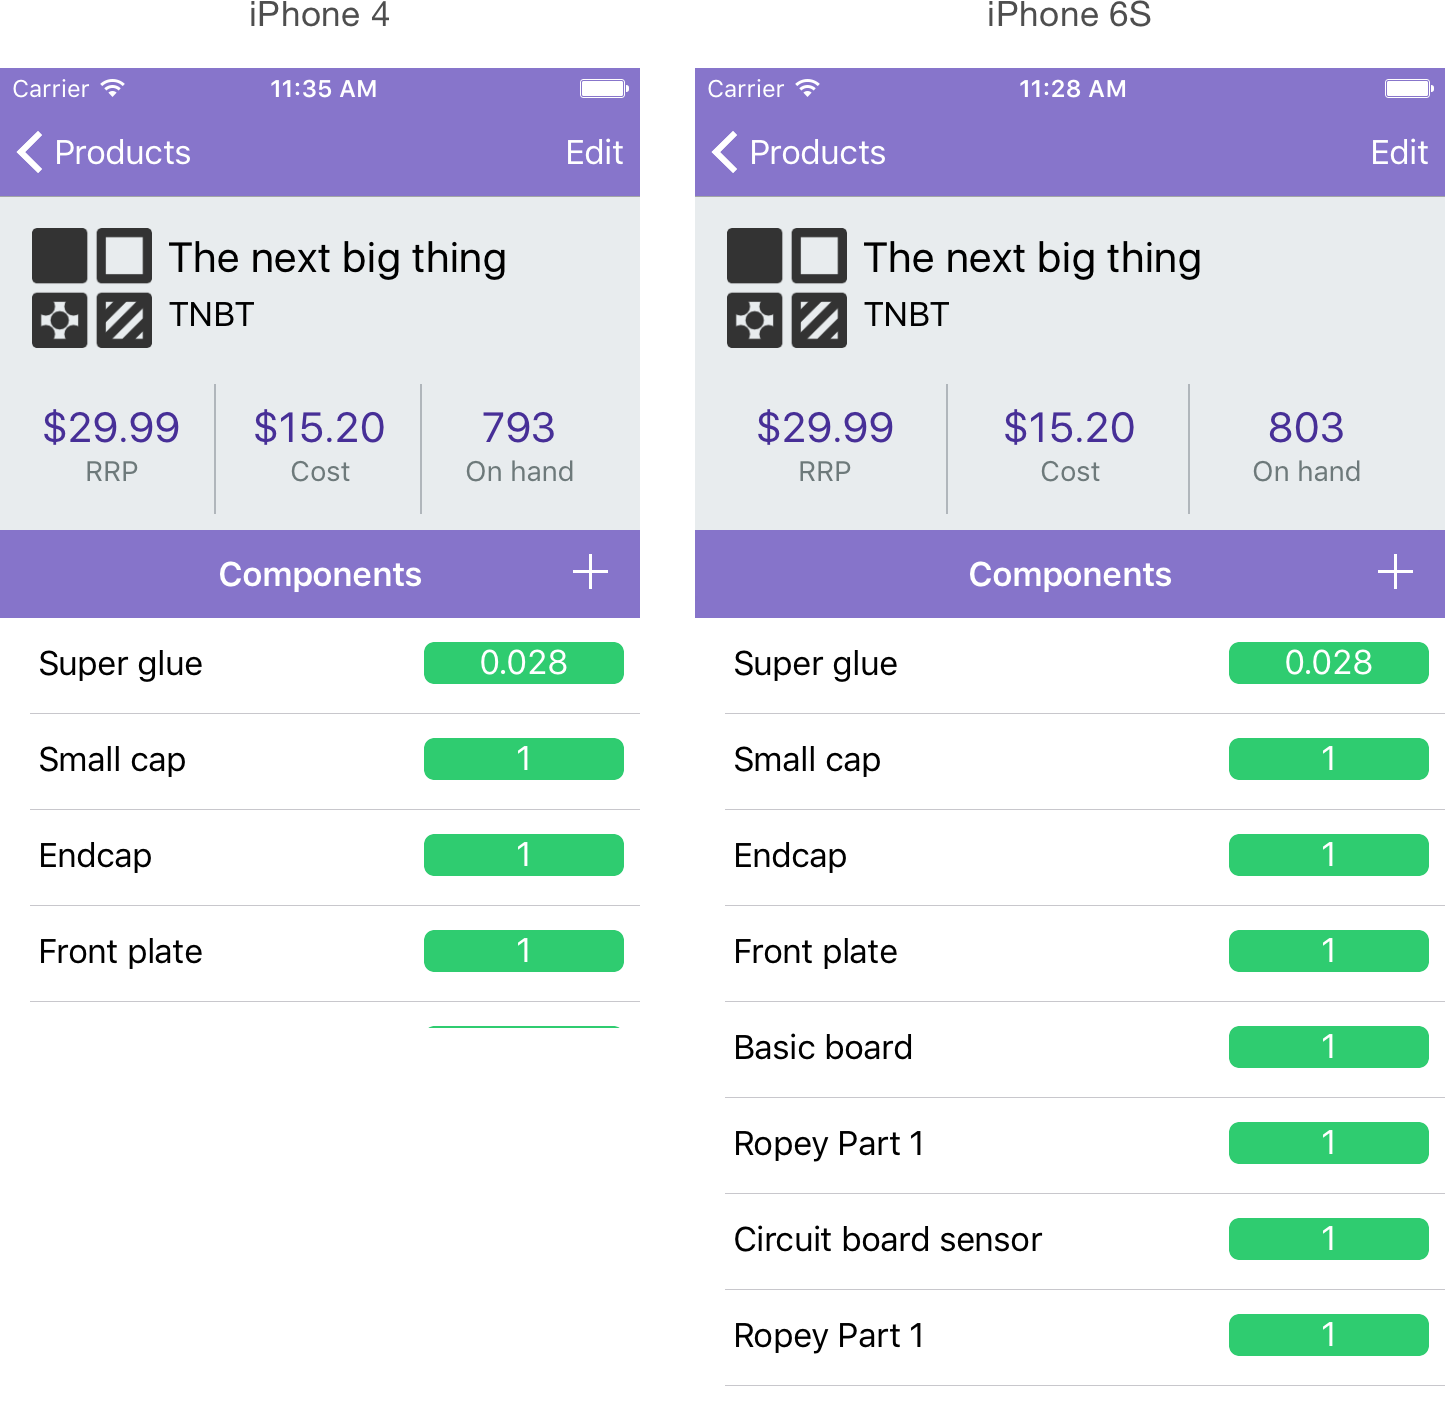 iPhone 4
Carrier 11:35 AM
Products Edit
The next big thing
TNBT
$29.99 $15.20 793
RRP Cost On hand
Components +
Super glue 0.028
Small cap 1
Endcap 1
Front plate 1
iPhone 6S
Carrier 11:28 AM
Products Edit
The next big thing
TNBT
$29.99 $15.20 803
RRP Cost On hand
Components +
Super glue 0.028
Small cap 1
Endcap 1
Front plate 1
Basic board 1
Ropey Part 1 1
Circuit board sensor 1
Ropey Part 1 1